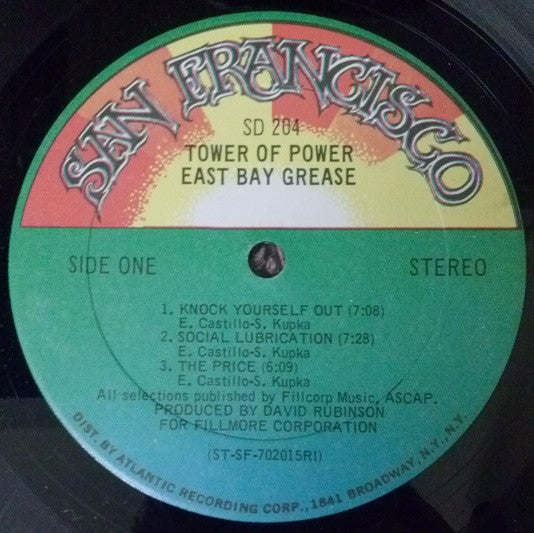 SAN FRANCISCO
SD 204
TOWER OF POWER
EAST BAY GREASE
SIDE ONE
STEREO
1. KNOCK YOURSELF OUT (7:08)
E. Castillo-S. Kupka
2. SOCIAL LUBRICATION (7:28)
E. Castillo-S. Kupka
3. THE PRICE (6:09)
E. Castillo-S. Kupka
All selections published by Fillcorp Music, ASCAP.
PRODUCED BY DAVID RUBINSON
FOR FILLMORE CORPORATION
(ST-SF-702015RI)
DIST. BY ATLANTIC RECORDING CORP., 1841 BROADWAY, N.Y., N.Y.